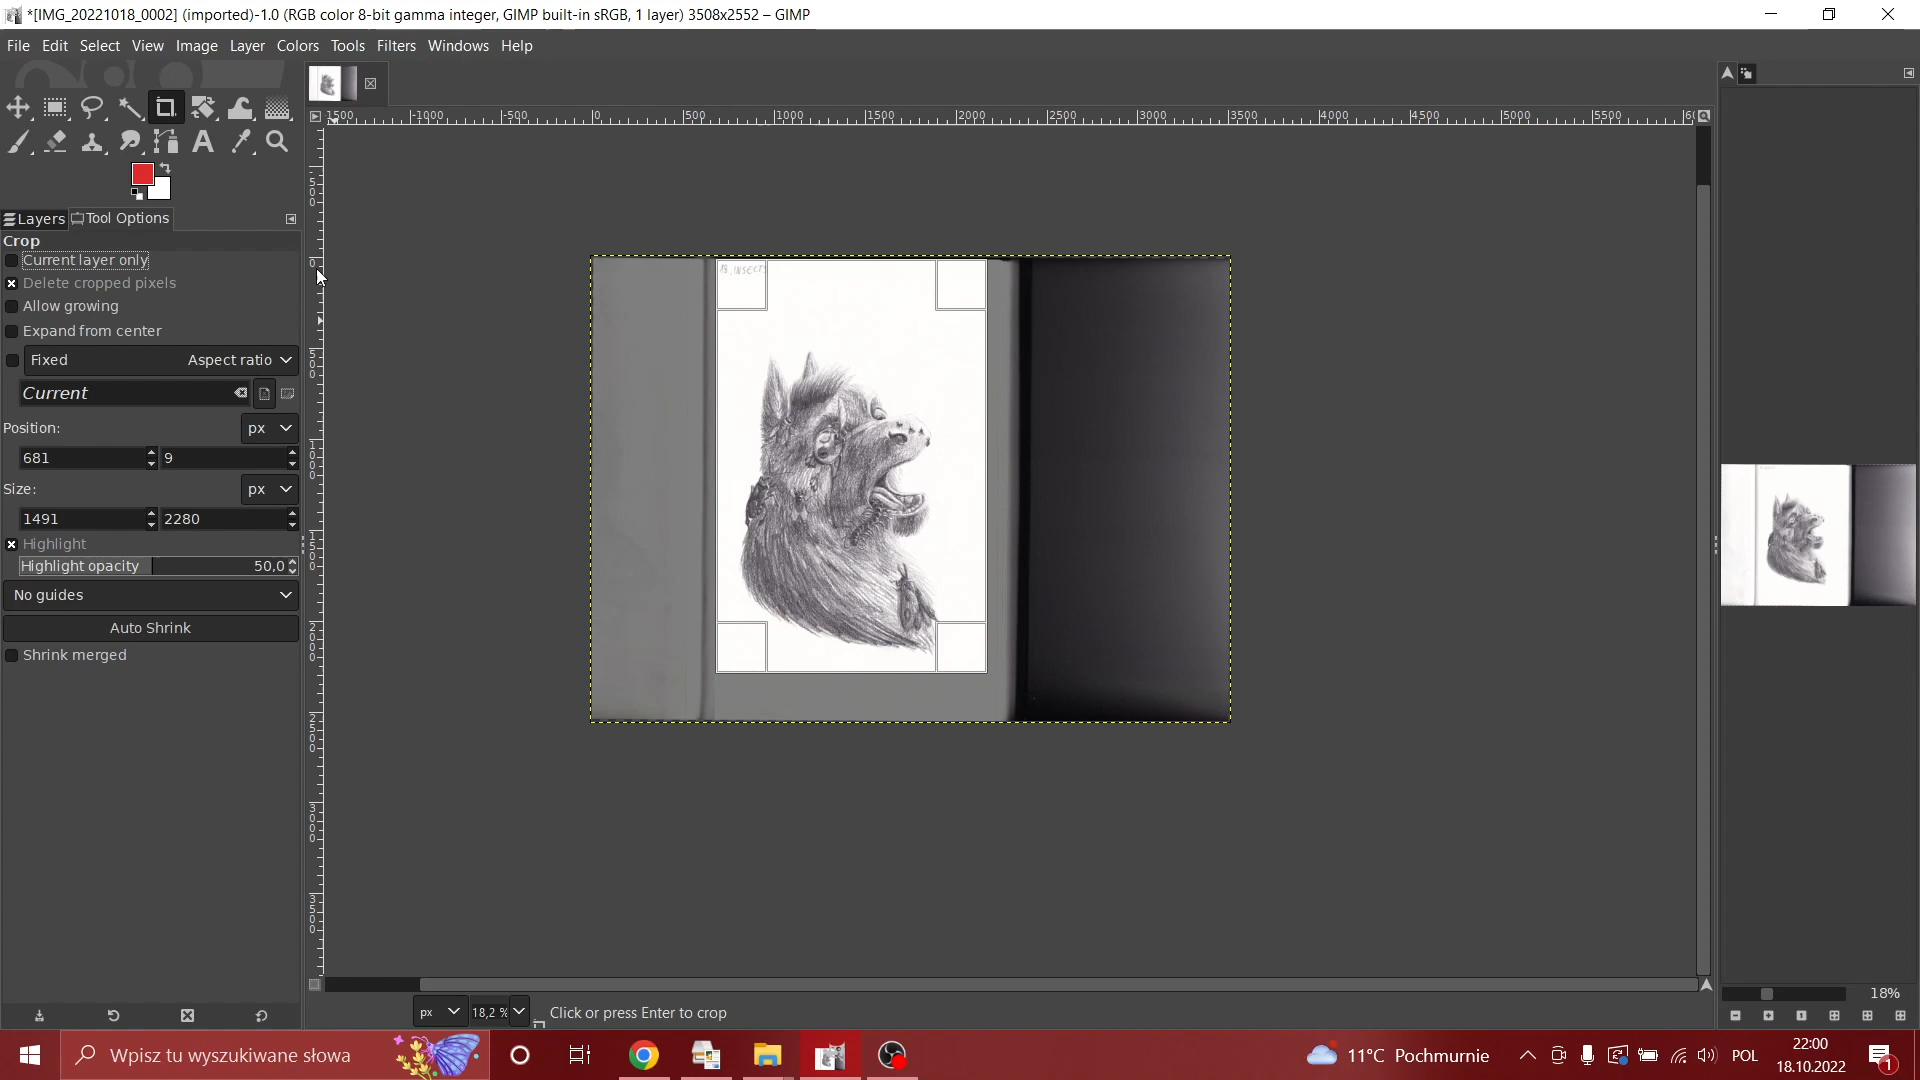 *[IMG_20221018_0002] (imported)-1.0 (RGB color 8-bit gamma integer, GIMP built-in sRGB, 1 layer) 3508x2552 – GIMP
File Edit Select View Image Layer Colors Tools Filters Windows Help
-1000 -500 0 500 1000 1500 2000 2500 3000 3500 4000 4500 5000 5500
Layers Tool Options
Crop
Current layer only
Delete cropped pixels
Allow growing
Expand from center
Fixed Aspect ratio
Current
Position: px
681 9
Size: px
1491 2280
Highlight
Highlight opacity 50,0
No guides
Auto Shrink
Shrink merged
18. INSECTS
18%
px 18,2 % Click or press Enter to crop
Wpisz tu wyszukiwane słowa
11°C Pochmurnie
POL
22:00
18.10.2022
1